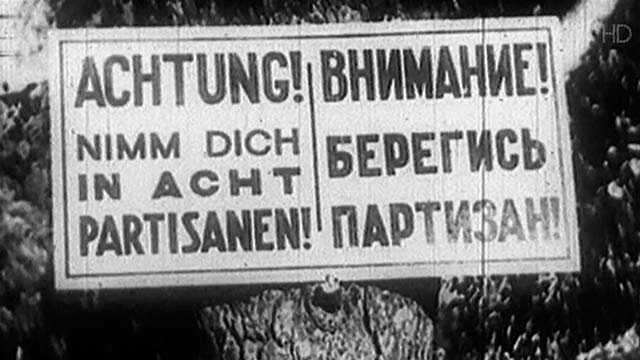 ACHTUNG!
NIMM DICH
IN ACHT
PARTISANEN!
ВНИМАНИЕ!
БЕРЕГИСЬ
ПАРТИЗАН!
HD